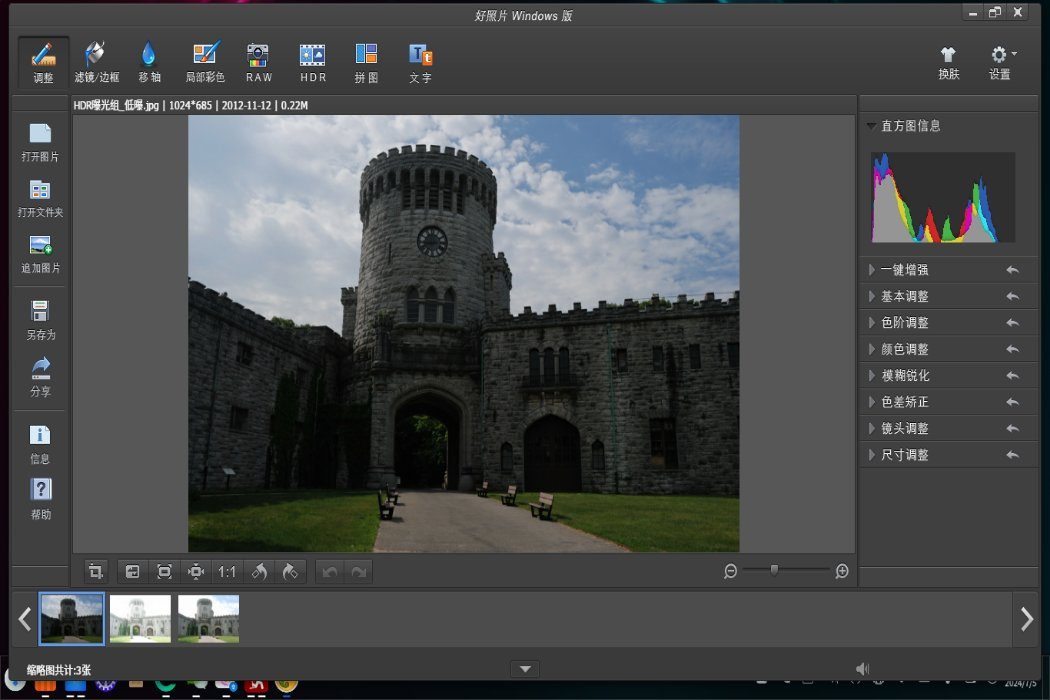 好照片 Windows 版
调整
滤镜/边框
移轴
局部彩色
RAW
HDR
拼图
文字
换肤
设置
HDR曝光组_低曝.jpg | 1024*685 | 2012-11-12 | 0.22M
打开图片
打开文件夹
追加图片
另存为
分享
信息
帮助
直方图信息
一键增强
基本调整
色阶调整
颜色调整
模糊锐化
色差矫正
镜头调整
尺寸调整
1:1
缩略图共计:3张
2024/7/5